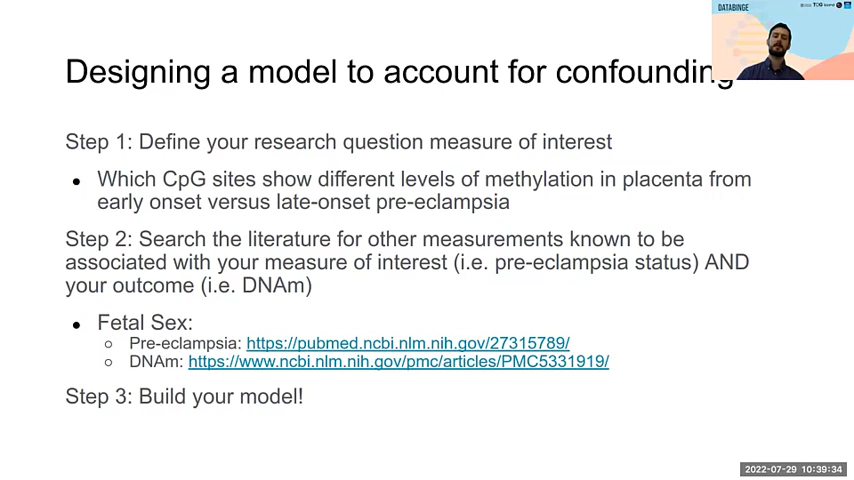 DATABINGE
Designing a model to account for confounding
Step 1: Define your research question measure of interest
● Which CpG sites show different levels of methylation in placenta from
early onset versus late-onset pre-eclampsia
Step 2: Search the literature for other measurements known to be
associated with your measure of interest (i.e. pre-eclampsia status) AND
your outcome (i.e. DNAm)
● Fetal Sex:
○ Pre-eclampsia: https://pubmed.ncbi.nlm.nih.gov/27315789/
○ DNAm: https://www.ncbi.nlm.nih.gov/pmc/articles/PMC5331919/
Step 3: Build your model!
2022-07-29 10:39:34